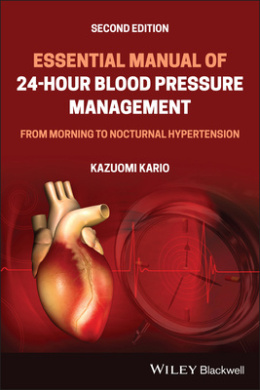 SECOND EDITION
ESSENTIAL MANUAL OF
24-HOUR BLOOD PRESSURE
MANAGEMENT
FROM MORNING TO NOCTURNAL HYPERTENSION
KAZUOMI KARIO
WILEY Blackwell